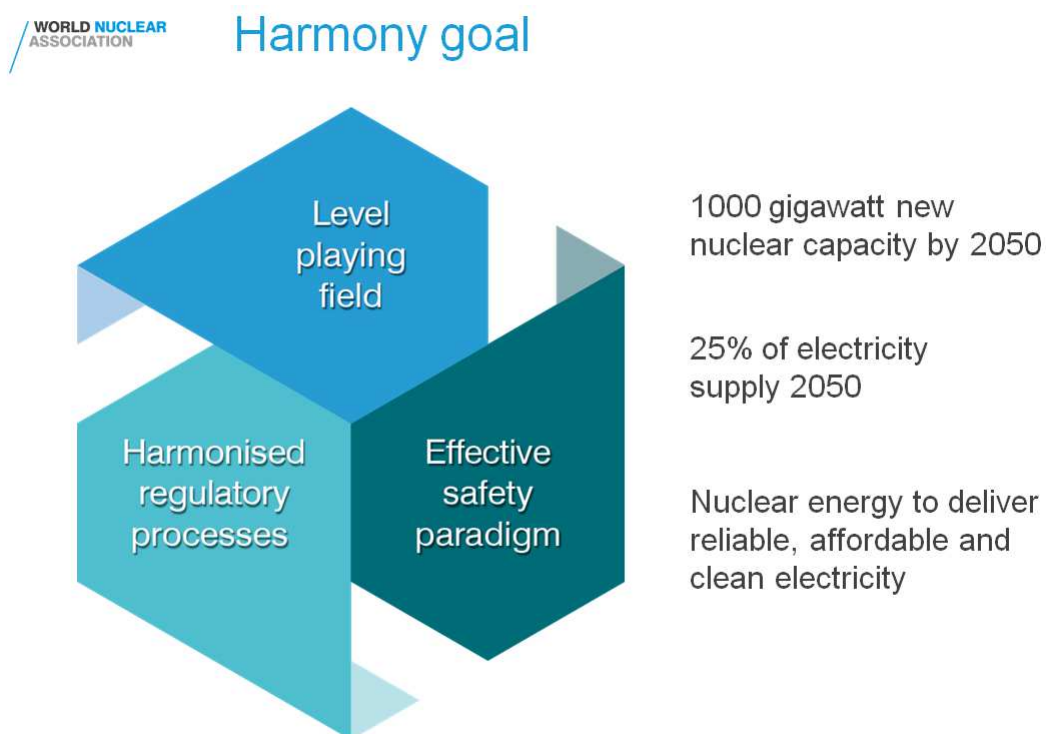 WORLD NUCLEAR
ASSOCIATION
Harmony goal
Level
playing
field
Harmonised
regulatory
processes
Effective
safety
paradigm
1000 gigawatt new
nuclear capacity by 2050
25% of electricity
supply 2050
Nuclear energy to deliver
reliable, affordable and
clean electricity